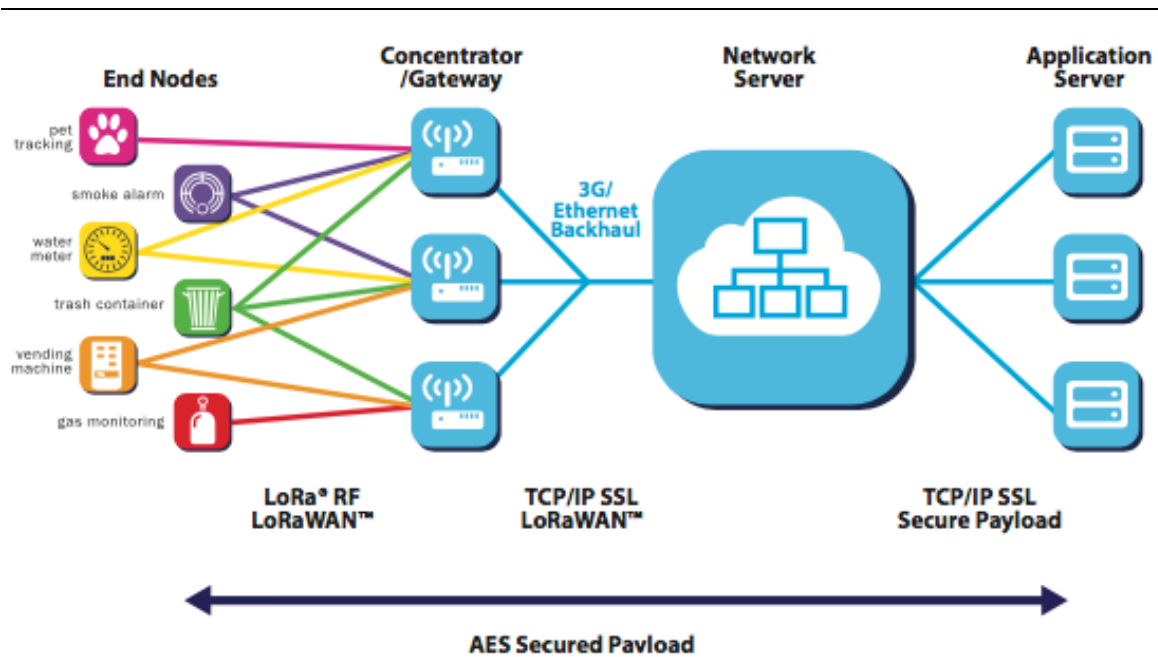 End Nodes
Concentrator
/Gateway
Network
Server
Application
Server
pet
tracking
smoke alarm
water
meter
trash container
vending
machine
gas monitoring
3G/
Ethernet
Backhaul
LoRa® RF
LoRaWAN™
TCP/IP SSL
LoRaWAN™
TCP/IP SSL
Secure Payload
AES Secured Payload